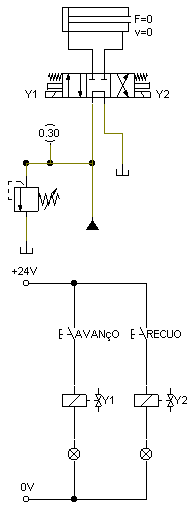 F=0
v=0
Y1
Y2
0.30
+24V
AVANçO
RECUO
Y1
Y2
0V